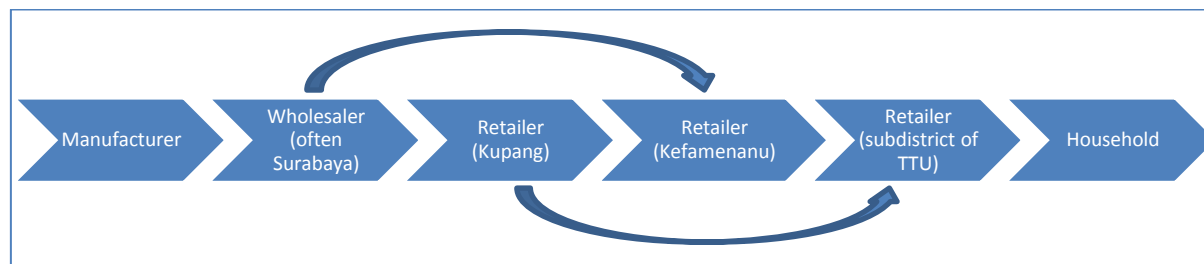 Manufacturer
Wholesaler
(often
Surabaya)
Retailer
(Kupang)
Retailer
(Kefamenanu)
Retailer
(subdistrict of
TTU)
Household